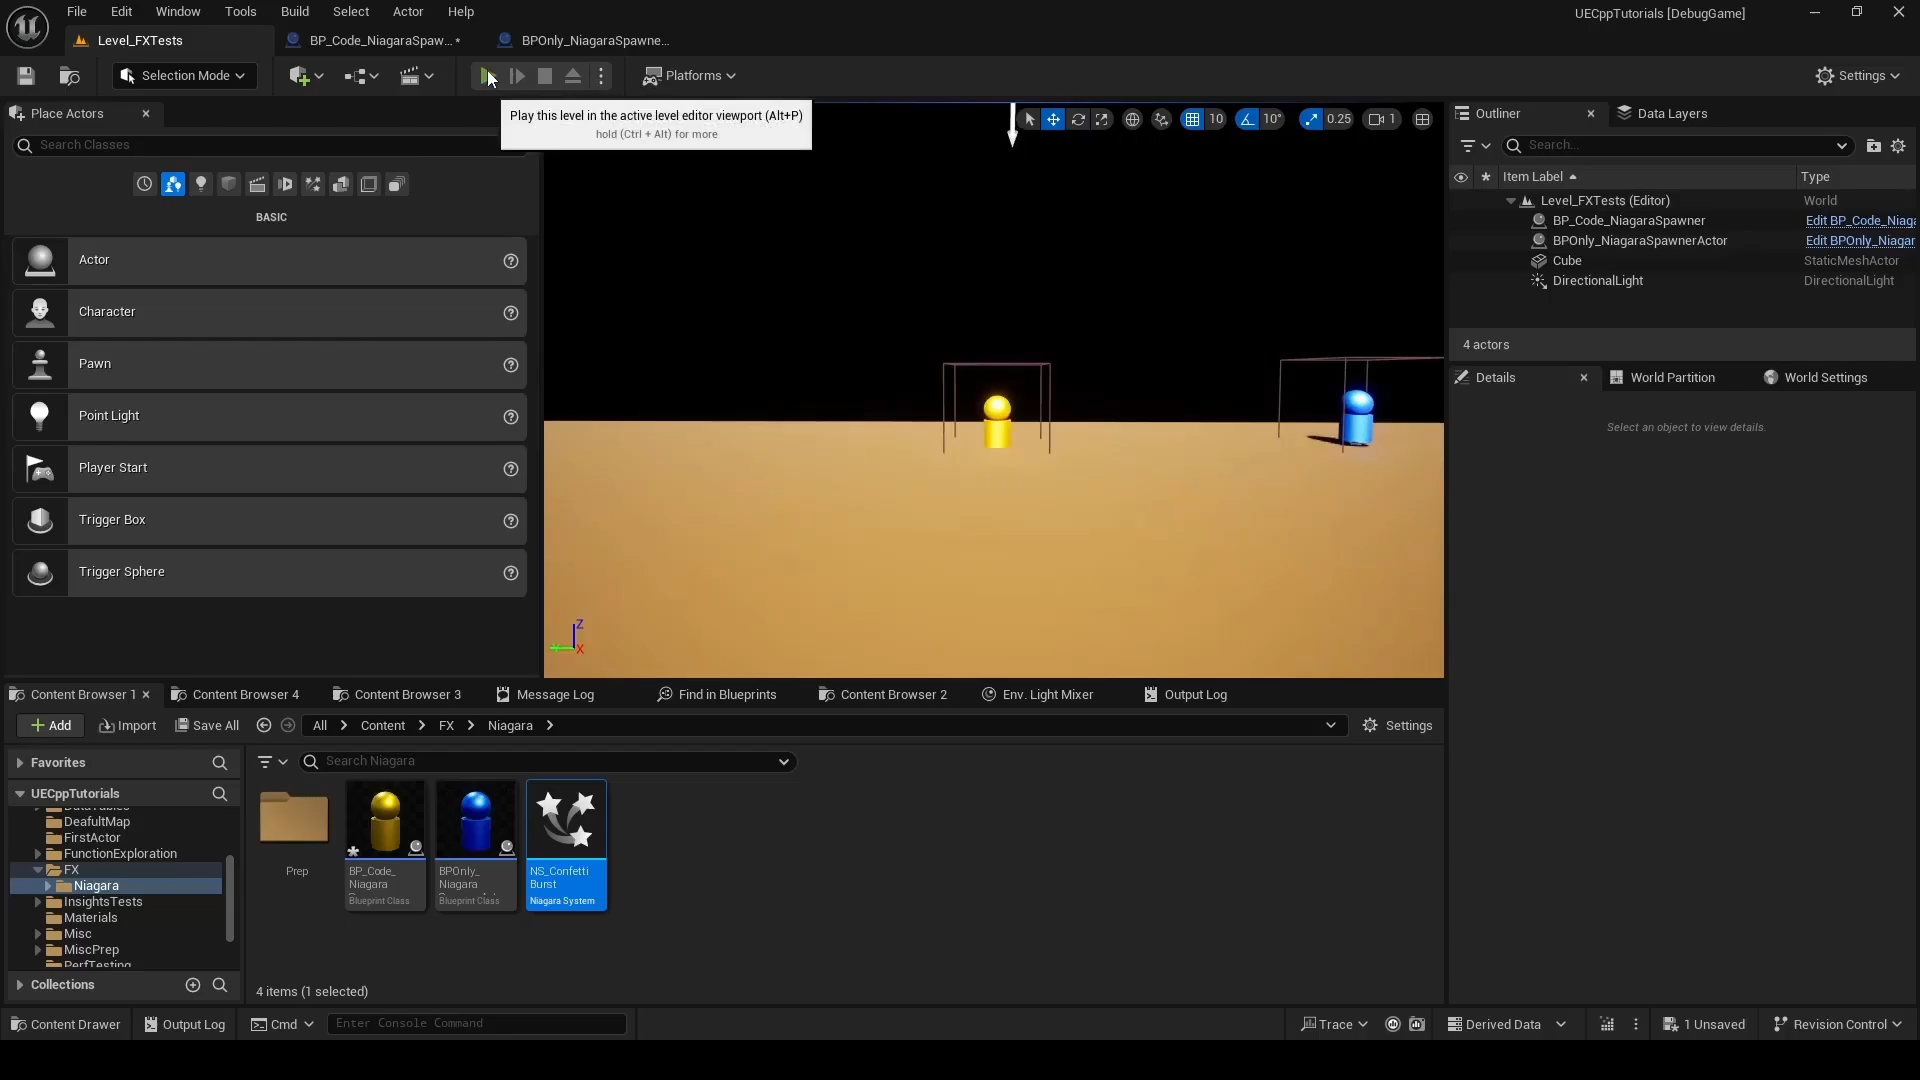 File Edit Window Tools Build Select Actor Help
UECppTutorials [DebugGame]
Level_FXTests
BP_Code_NiagaraSpaw... *
BPOnly_NiagaraSpawne...
Selection Mode
Platforms
Settings
Place Actors
Play this level in the active level editor viewport (Alt+P)
hold (Ctrl + Alt) for more
10
10°
0.25
1
Outliner
Data Layers
Search Classes
Search...
Item Label
Type
BASIC
Level_FXTests (Editor)
World
BP_Code_NiagaraSpawner
Edit BP_Code_Niaga
BPOnly_NiagaraSpawnerActor
Edit BPOnly_Niagar
Cube
StaticMeshActor
DirectionalLight
DirectionalLight
4 actors
Details
World Partition
World Settings
Select an object to view details.
Actor
Character
Pawn
Point Light
Player Start
Trigger Box
Trigger Sphere
Z
X
Content Browser 1
Content Browser 4
Content Browser 3
Message Log
Find in Blueprints
Content Browser 2
Env. Light Mixer
Output Log
Add
Import
Save All
All
Content
FX
Niagara
Settings
Favorites
Search Niagara
UECppTutorials
DataTables
DeafultMap
FirstActor
FunctionExploration
FX
Niagara
InsightsTests
Materials
Misc
MiscPrep
PerfTesting
Collections
Prep
BP_Code_
Niagara
Blueprint Class
BPOnly_
Niagara
Blueprint Class
NS_Confetti
Burst
Niagara System
4 items (1 selected)
Content Drawer
Output Log
Cmd
Enter Console Command
Trace
Derived Data
1 Unsaved
Revision Control